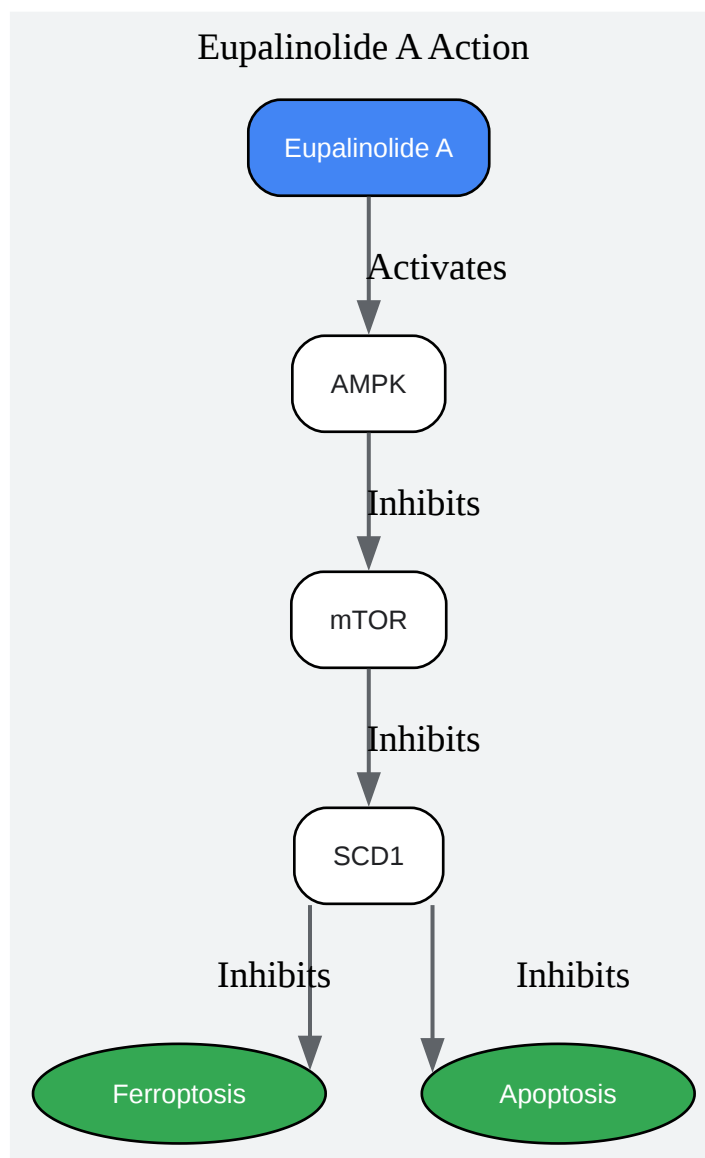 Eupalinolide A Action
Eupalinolide A
Activates
AMPK
Inhibits
mTOR
Inhibits
SCD1
Inhibits
Inhibits
Ferroptosis
Apoptosis